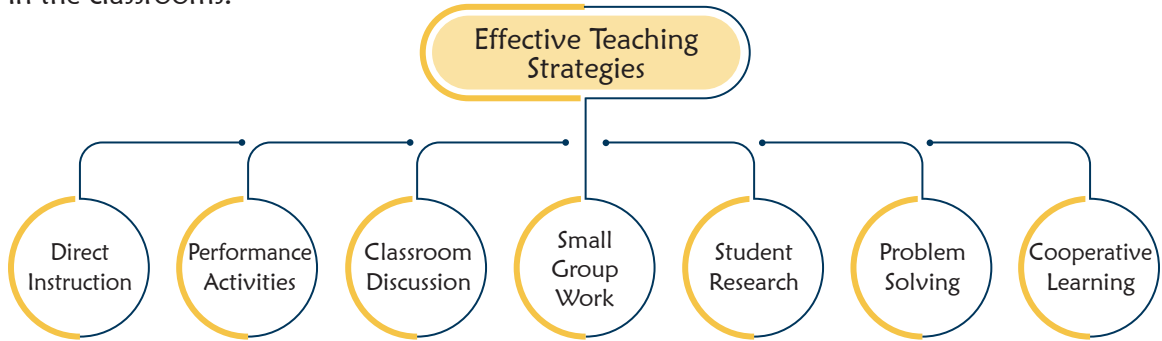 in the classrooms.
Effective Teaching
Strategies
Direct
Instruction
Performance
Activities
Classroom
Discussion
Small
Group
Work
Student
Research
Problem
Solving
Cooperative
Learning